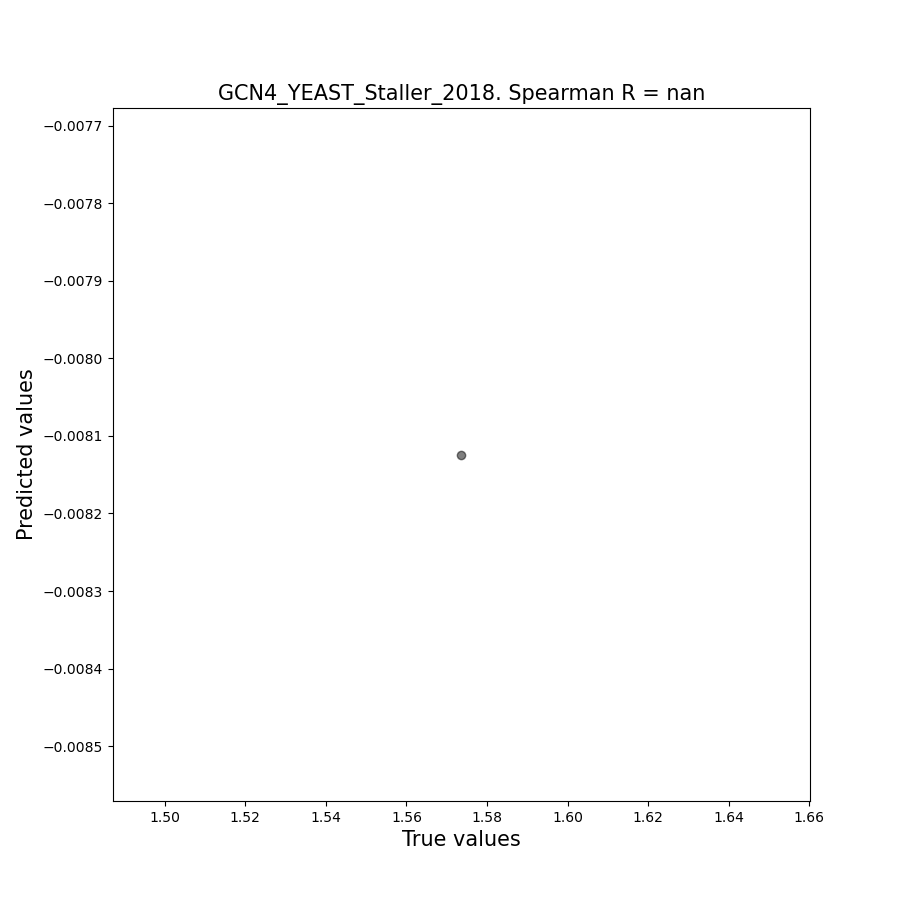 GCN4_YEAST_Staller_2018. Spearman R = nan
−0.0077
−0.0078
−0.0079
−0.0080
−0.0081
−0.0082
−0.0083
−0.0084
−0.0085
Predicted values
1.50 1.52 1.54 1.56 1.58 1.60 1.62 1.64 1.66
True values